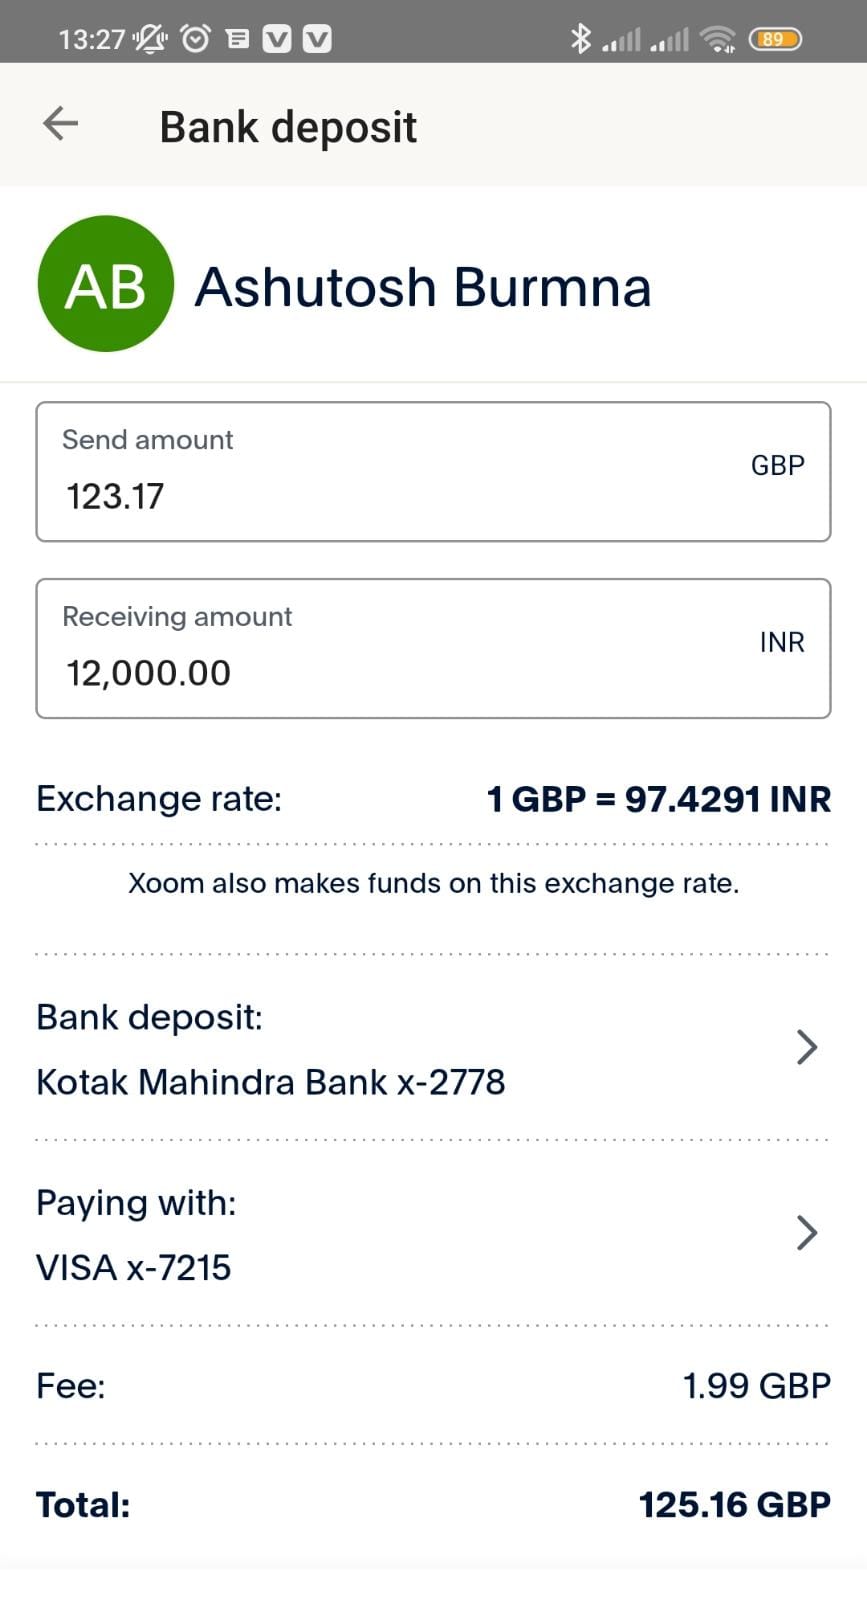 13:27
89
Bank deposit
AB
Ashutosh Burmna
Send amount
123.17
GBP
Receiving amount
12,000.00
INR
Exchange rate: 1 GBP = 97.4291 INR
Xoom also makes funds on this exchange rate.
Bank deposit:
Kotak Mahindra Bank x-2778
Paying with:
VISA x-7215
Fee: 1.99 GBP
Total: 125.16 GBP